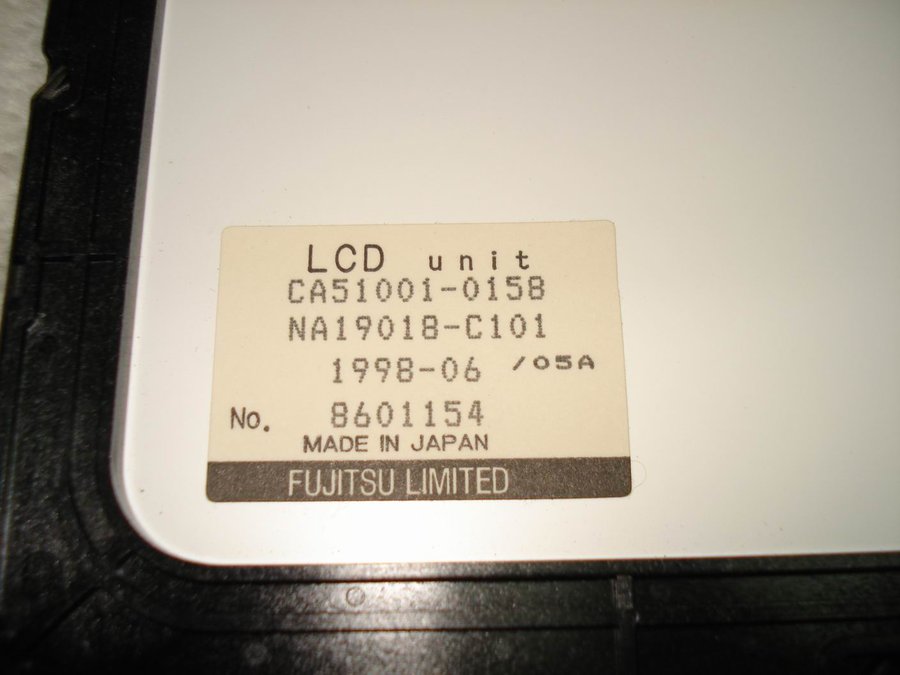 LCD unit
CA51001-0158
NA19018-C101
1998-06 /05A
No. 8601154
MADE IN JAPAN
FUJITSU LIMITED